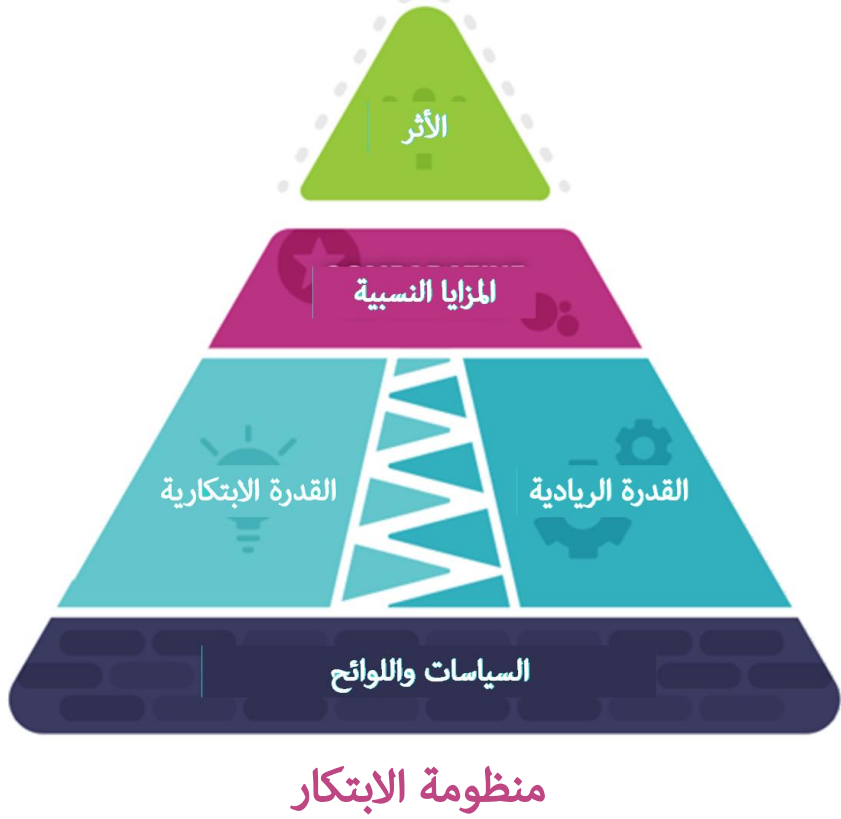 الأثر
المزايا النسبية
القدرة الريادية
القدرة الابتكارية
السياسات واللوائح
منظومة الابتكار